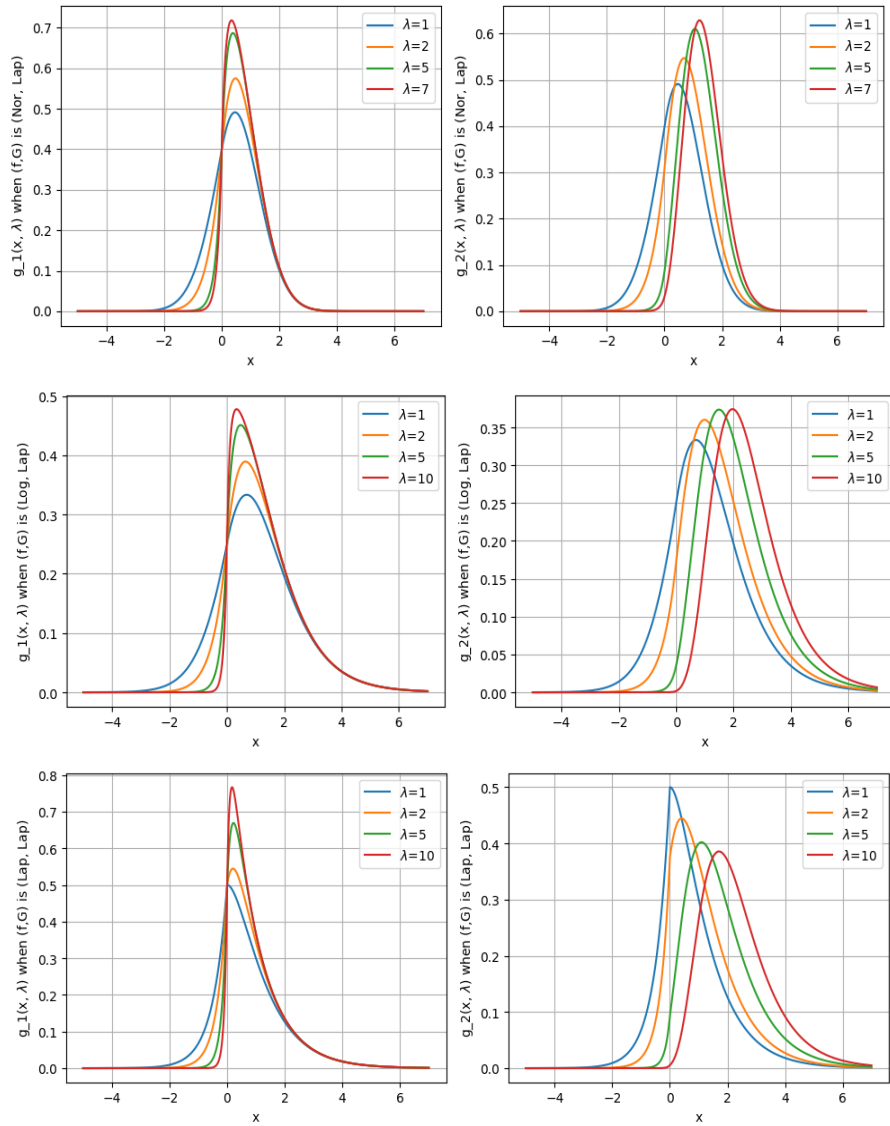 g_1(x, λ) when (f,G) is (Nor, Lap)
0.7
0.6
0.5
0.4
0.3
0.2
0.1
0.0
λ=1
λ=2
λ=5
λ=7
−4 −2 0 2 4 6
x
g_2(x, λ) when (f,G) is (Nor, Lap)
0.6
0.5
0.4
0.3
0.2
0.1
0.0
λ=1
λ=2
λ=5
λ=7
−4 −2 0 2 4 6
x
g_1(x, λ) when (f,G) is (Log, Lap)
0.5
0.4
0.3
0.2
0.1
0.0
λ=1
λ=2
λ=5
λ=10
−4 −2 0 2 4 6
x
g_2(x, λ) when (f,G) is (Log, Lap)
0.35
0.30
0.25
0.20
0.15
0.10
0.05
0.00
λ=1
λ=2
λ=5
λ=10
−4 −2 0 2 4 6
x
g_1(x, λ) when (f,G) is (Lap, Lap)
0.8
0.7
0.6
0.5
0.4
0.3
0.2
0.1
0.0
λ=1
λ=2
λ=5
λ=10
−4 −2 0 2 4 6
x
g_2(x, λ) when (f,G) is (Lap, Lap)
0.5
0.4
0.3
0.2
0.1
0.0
λ=1
λ=2
λ=5
λ=10
−4 −2 0 2 4 6
x